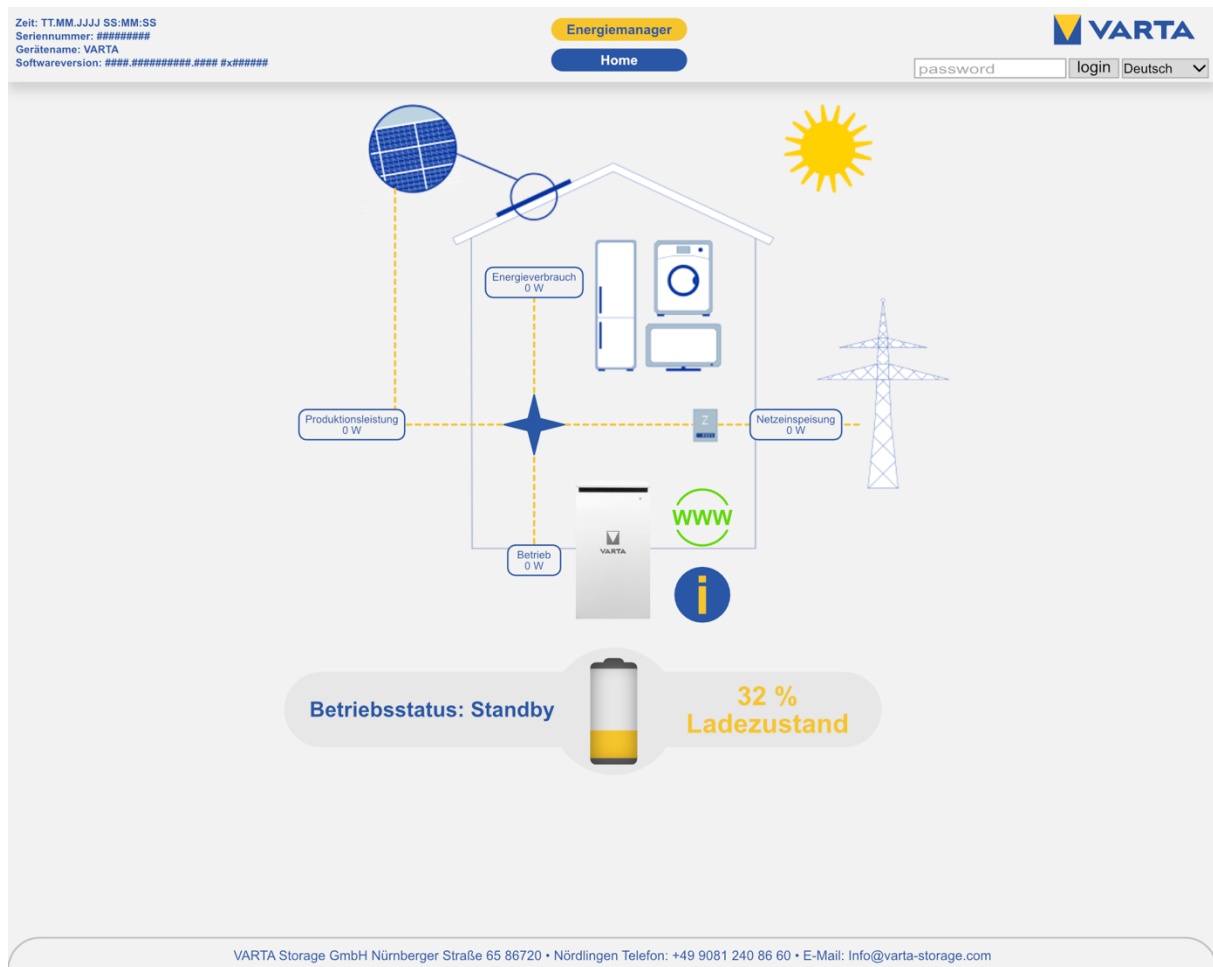 Zeit: TT.MM.JJJJ SS:MM:SS
Seriennummer: #########
Gerätename: VARTA
Softwareversion: ####.##########.#### #x######
Energiemanager
Home
VARTA
password
login
Deutsch
Energieverbrauch
0 W
Produktionsleistung
0 W
Z
Netzeinspeisung
0 W
www
VARTA
Betrieb
0 W
i
Betriebsstatus: Standby
32 %
Ladezustand
VARTA Storage GmbH Nürnberger Straße 65 86720 • Nördlingen Telefon: +49 9081 240 86 60 • E-Mail: Info@varta-storage.com